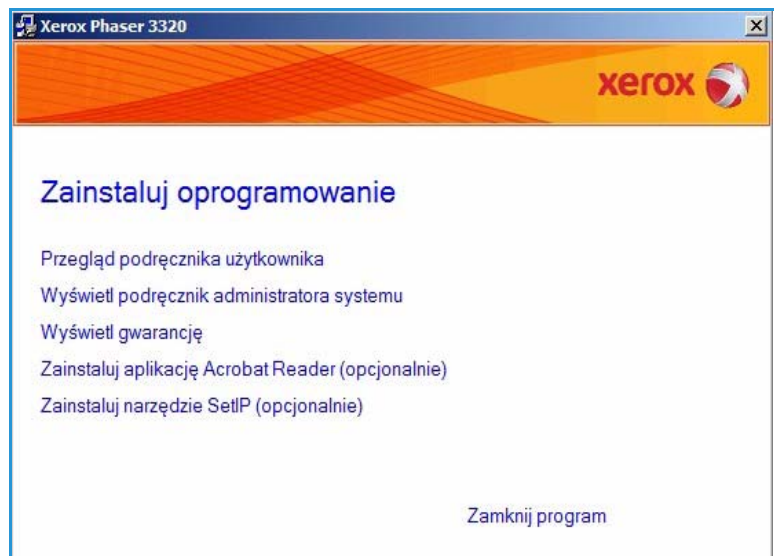 Xerox Phaser 3320
xerox
Zainstaluj oprogramowanie
Przegląd podręcznika użytkownika
Wyświetl podręcznik administratora systemu
Wyświetl gwarancję
Zainstaluj aplikację Acrobat Reader (opcjonalnie)
Zainstaluj narzędzie SetIP (opcjonalnie)
Zamknij program